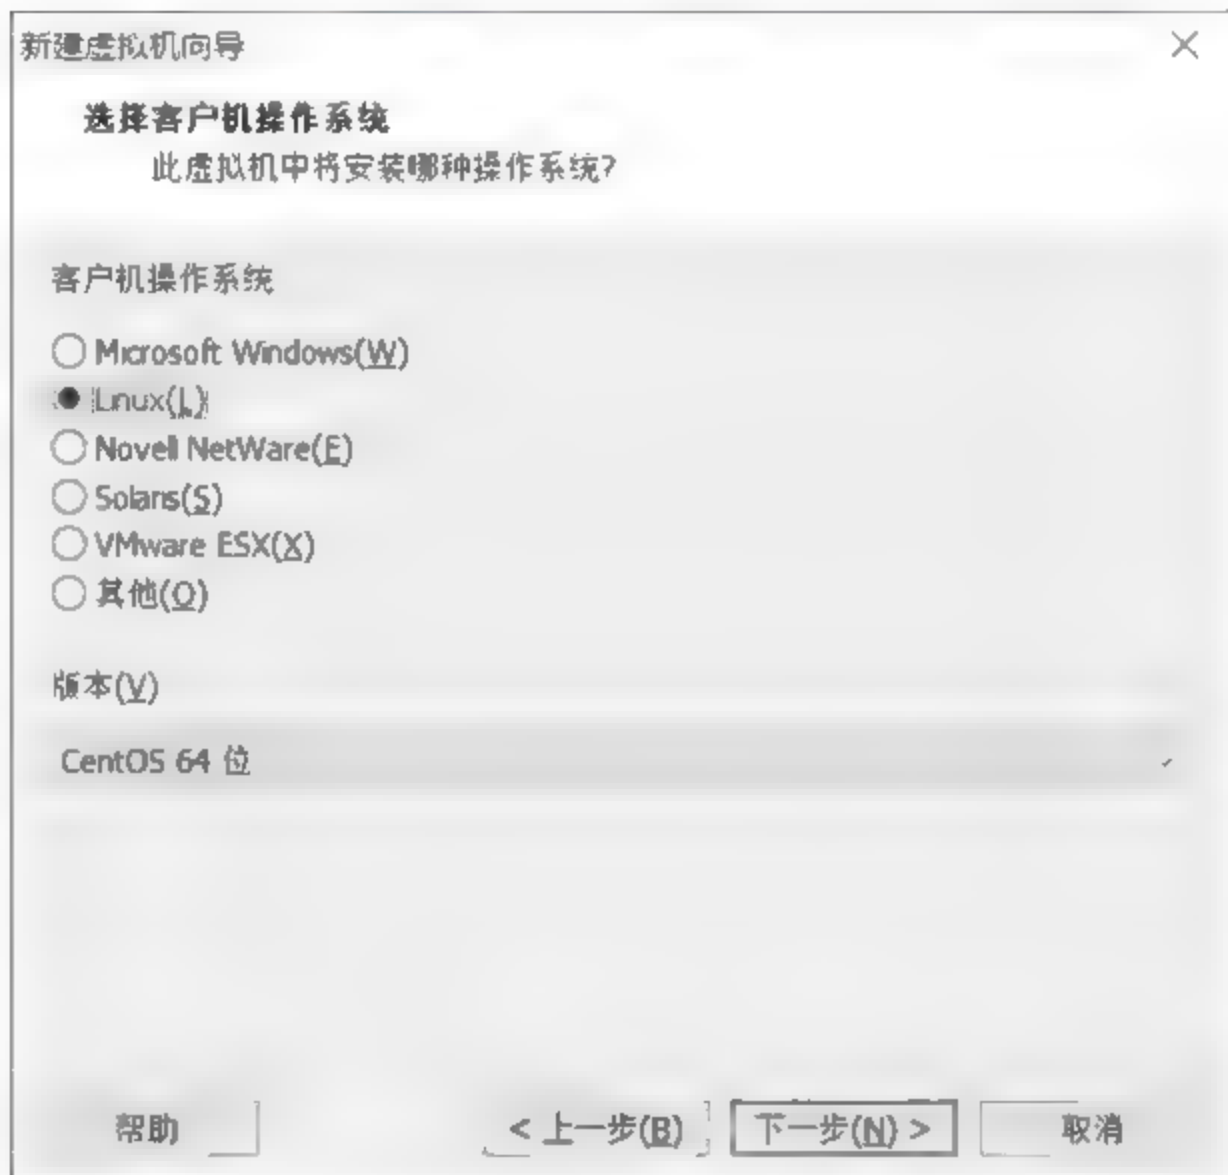 新建虚拟机向导
选择客户机操作系统
此虚拟机中将安装哪种操作系统?
客户机操作系统
Microsoft Windows(W)
Linux(L)
Novell NetWare(E)
Solaris(S)
VMware ESX(X)
其他(O)
版本(V)
CentOS 64 位
帮助 < 上一步(B) 下一步(N) > 取消